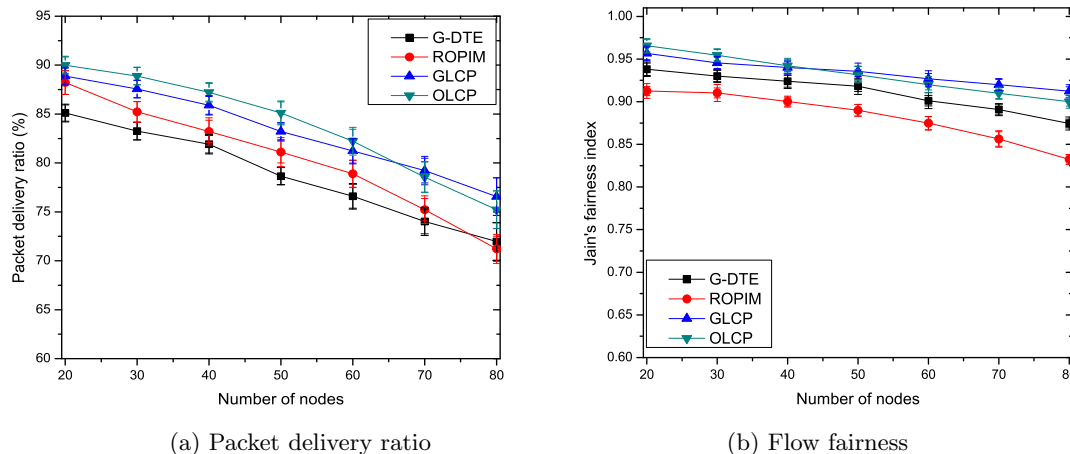 95
90
85
80
75
70
65
60
Packet delivery ratio (%)
G-DTE
ROPIM
GLCP
OLCP
20 30 40 50 60 70 80
Number of nodes
(a) Packet delivery ratio
1.00
0.95
0.90
0.85
0.80
0.75
0.70
0.65
0.60
Jain's fairness index
G-DTE
ROPIM
GLCP
OLCP
20 30 40 50 60 70 80
Number of nodes
(b) Flow fairness